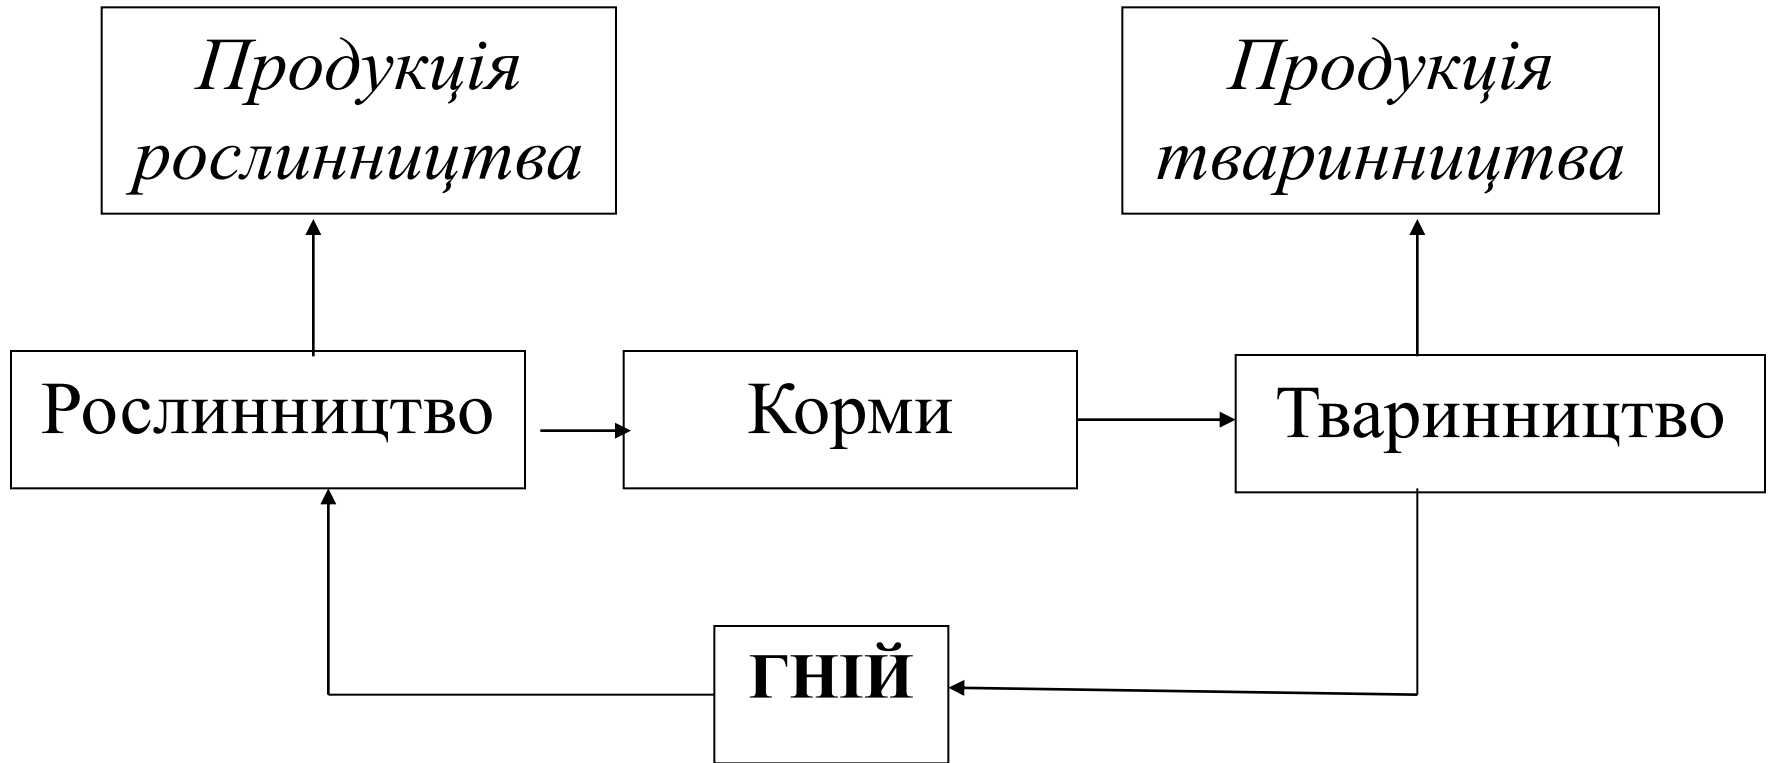 Продукція
рослинництва
Продукція
тваринництва
Рослинництво
Корми
Тваринництво
ГНІЙ